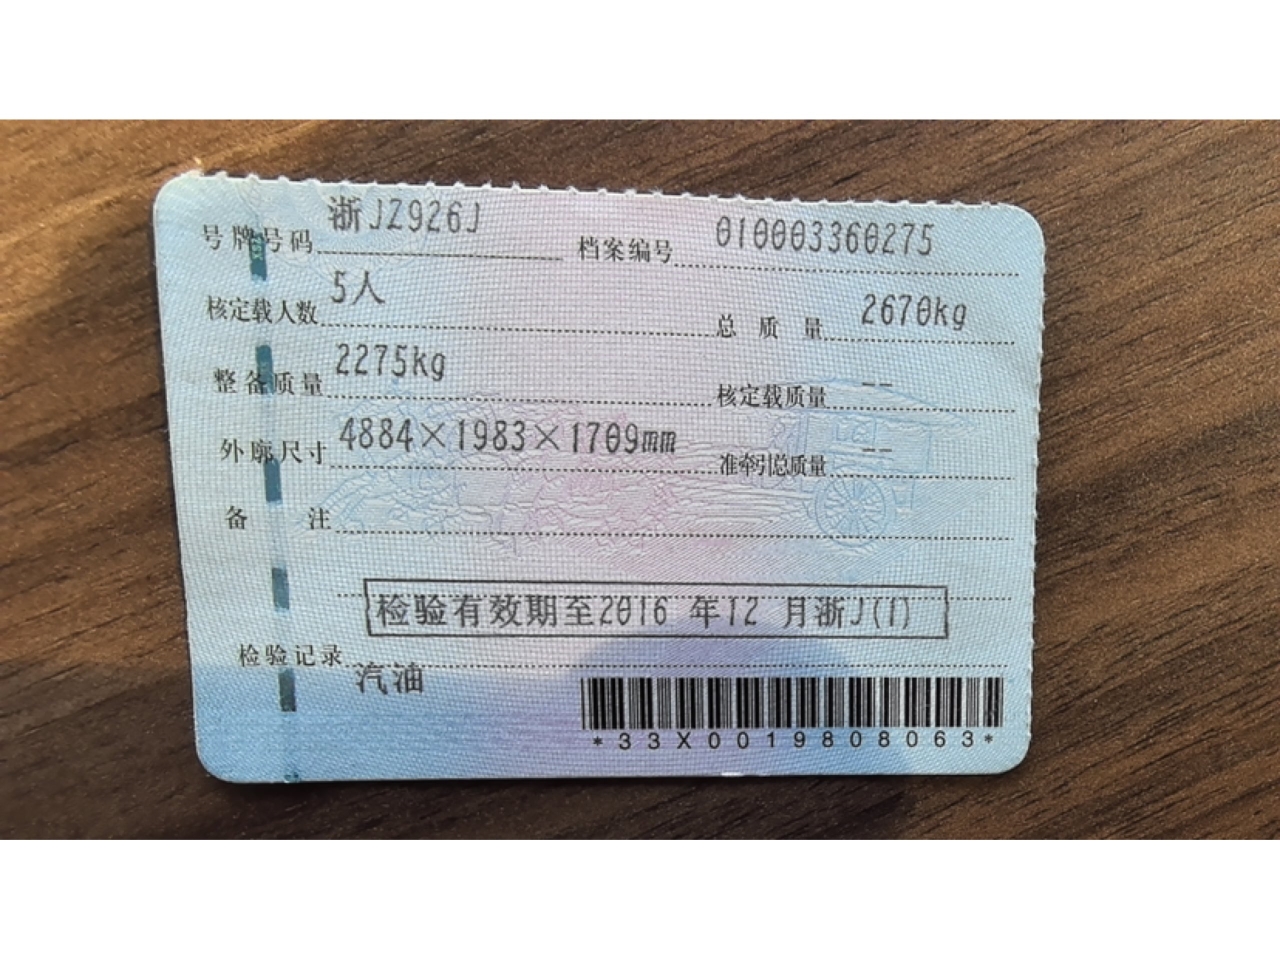 号牌号码 浙JZ926J 档案编号 010003360275
核定载人数 5人 总质量 2670kg
整备质量 2275kg 核定载质量 --
外廓尺寸 4884×1983×1709mm 准牵引总质量 --
备注
检验有效期至2016 年12 月浙J(1)
检验记录
汽油
*33X0019808063*